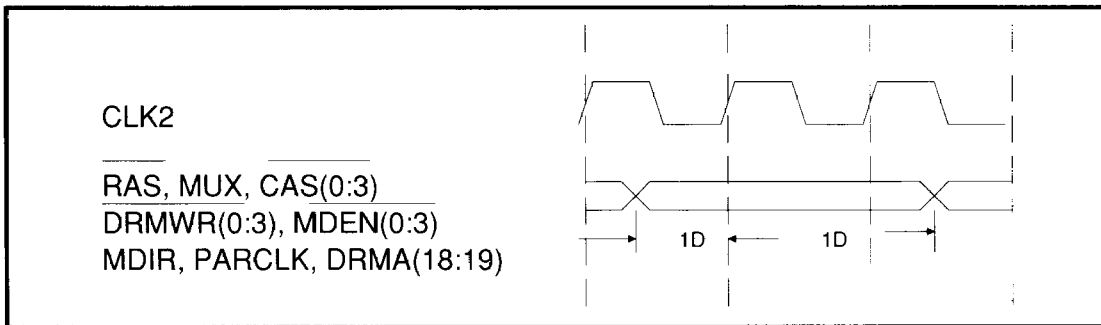 CLK2
RAS, MUX, CAS(0:3)
DRMWR(0:3), MDEN(0:3)
MDIR, PARCLK, DRMA(18:19)
1D 1D